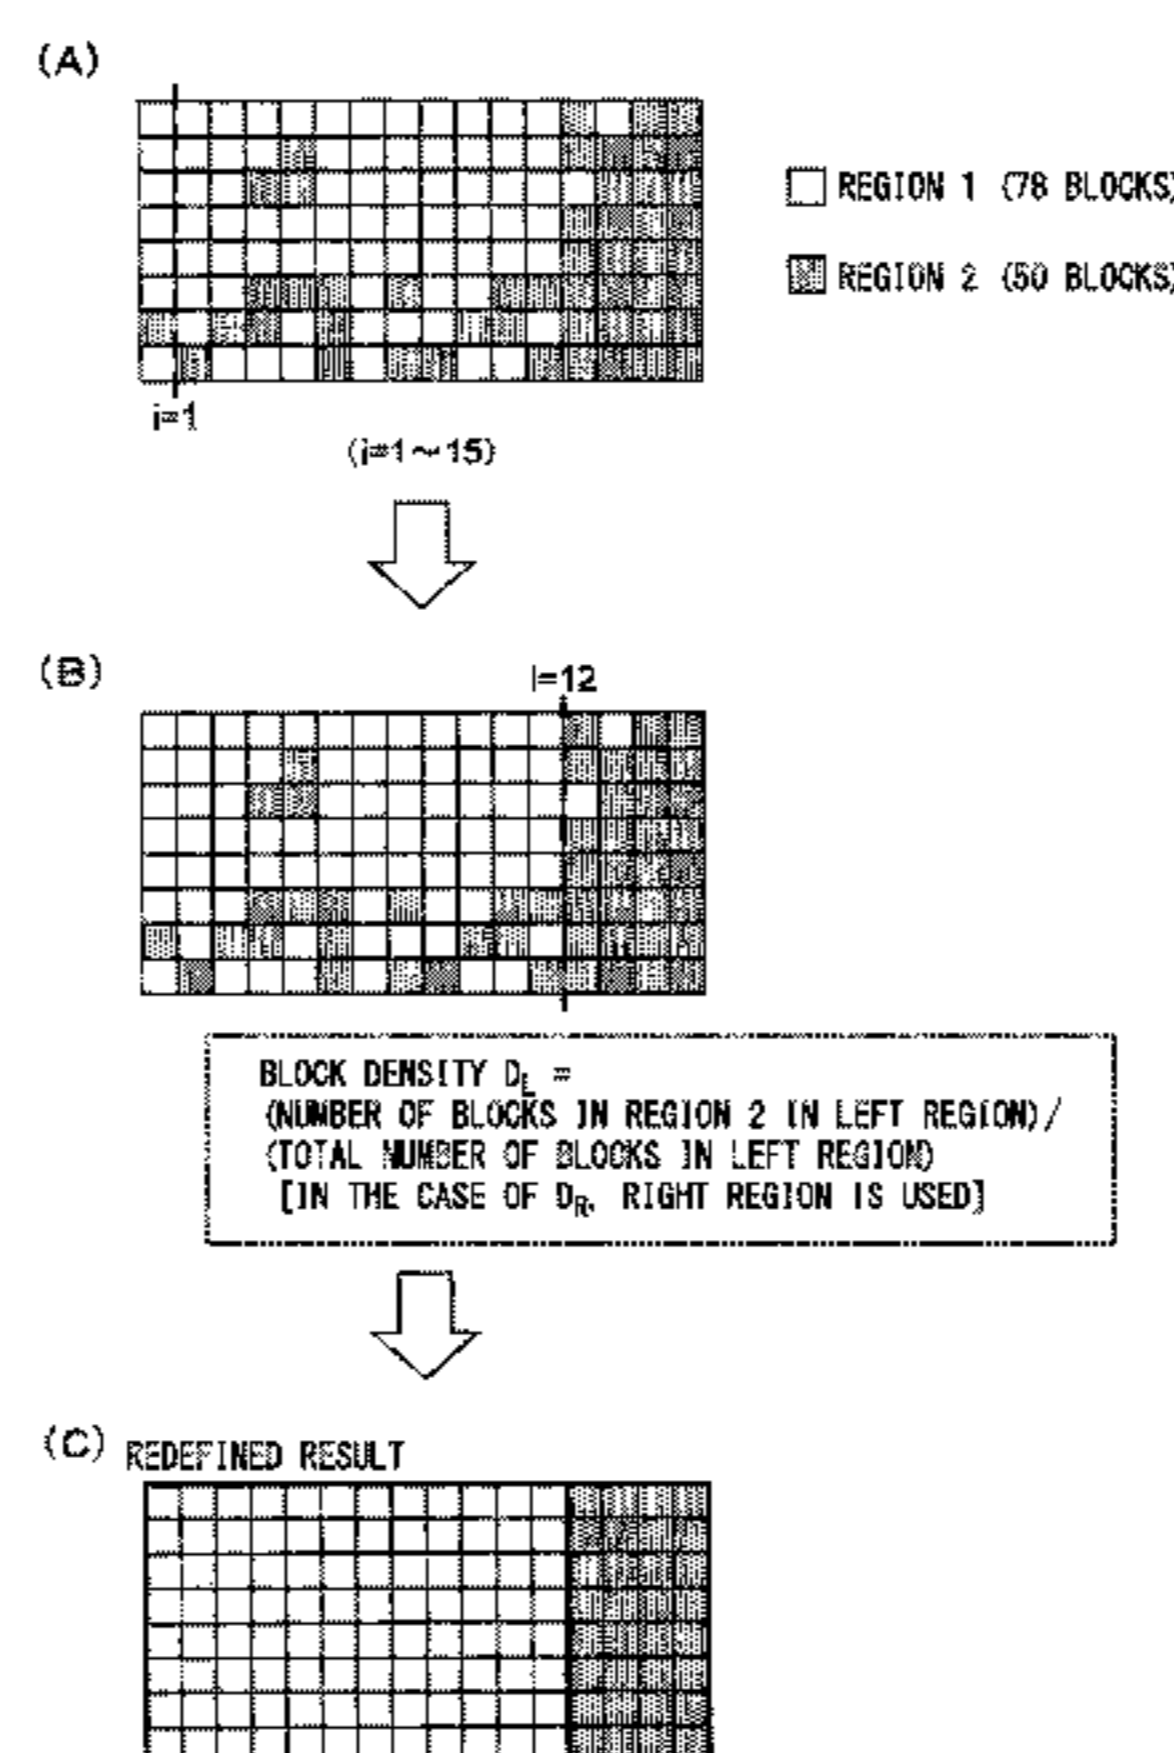 (A)
REGION 1 (78 BLOCKS)
REGION 2 (50 BLOCKS)
i=1
(i=1~15)
(B)
i=12
BLOCK DENSITY DL =
(NUMBER OF BLOCKS IN REGION 2 IN LEFT REGION)/
(TOTAL NUMBER OF BLOCKS IN LEFT REGION)
[IN THE CASE OF DR, RIGHT REGION IS USED]
(C) REDEFINED RESULT